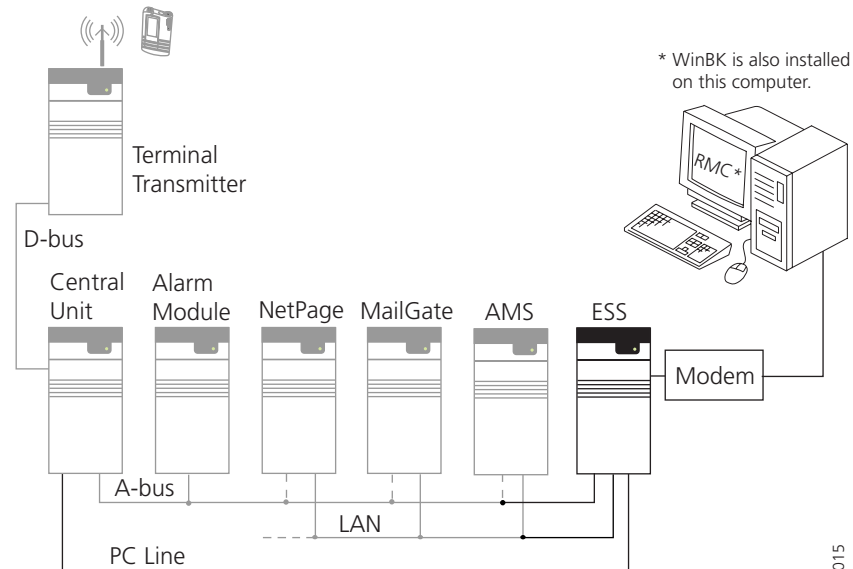 * WinBK is also installed
on this computer.
RMC*
Terminal
Transmitter
D-bus
Central
Unit
Alarm
Module
NetPage
MailGate
AMS
ESS
Modem
A-bus
LAN
PC Line
015